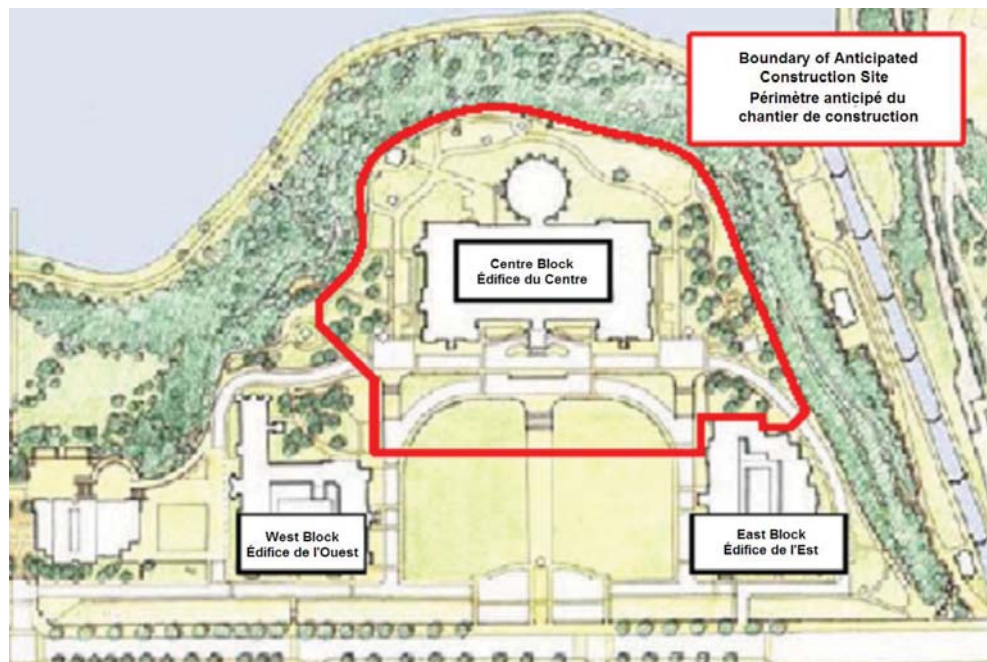 Boundary of Anticipated
Construction Site
Périmètre anticipé du
chantier de construction
Centre Block
Édifice du Centre
West Block
Édifice de l'Ouest
East Block
Édifice de l'Est